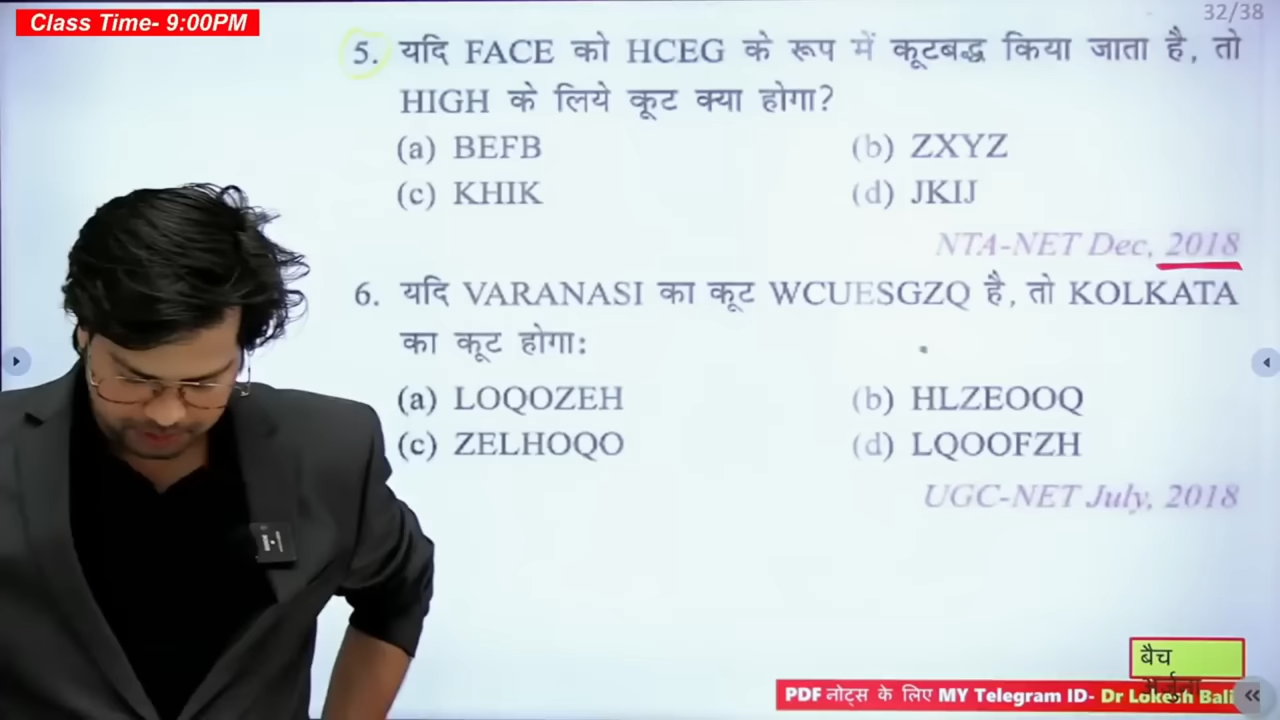 Class Time- 9:00PM
32/38
5. यदि FACE को HCEG के रूप में कूटबद्ध किया जाता है, तो
HIGH के लिये कूट क्या होगा?
(a) BEFB
(b) ZXYZ
(c) KHIK
(d) JKIJ
NTA-NET Dec, 2018
6. यदि VARANASI का कूट WCUESGZQ है, तो KOLKATA
का कूट होगा:
(a) LOQOZEH
(b) HLZEOOQ
(c) ZELHOQO
(d) LQOOFZH
UGC-NET July, 2018
बैच
PDF नोट्स के लिए MY Telegram ID- Dr Lokesh Bali